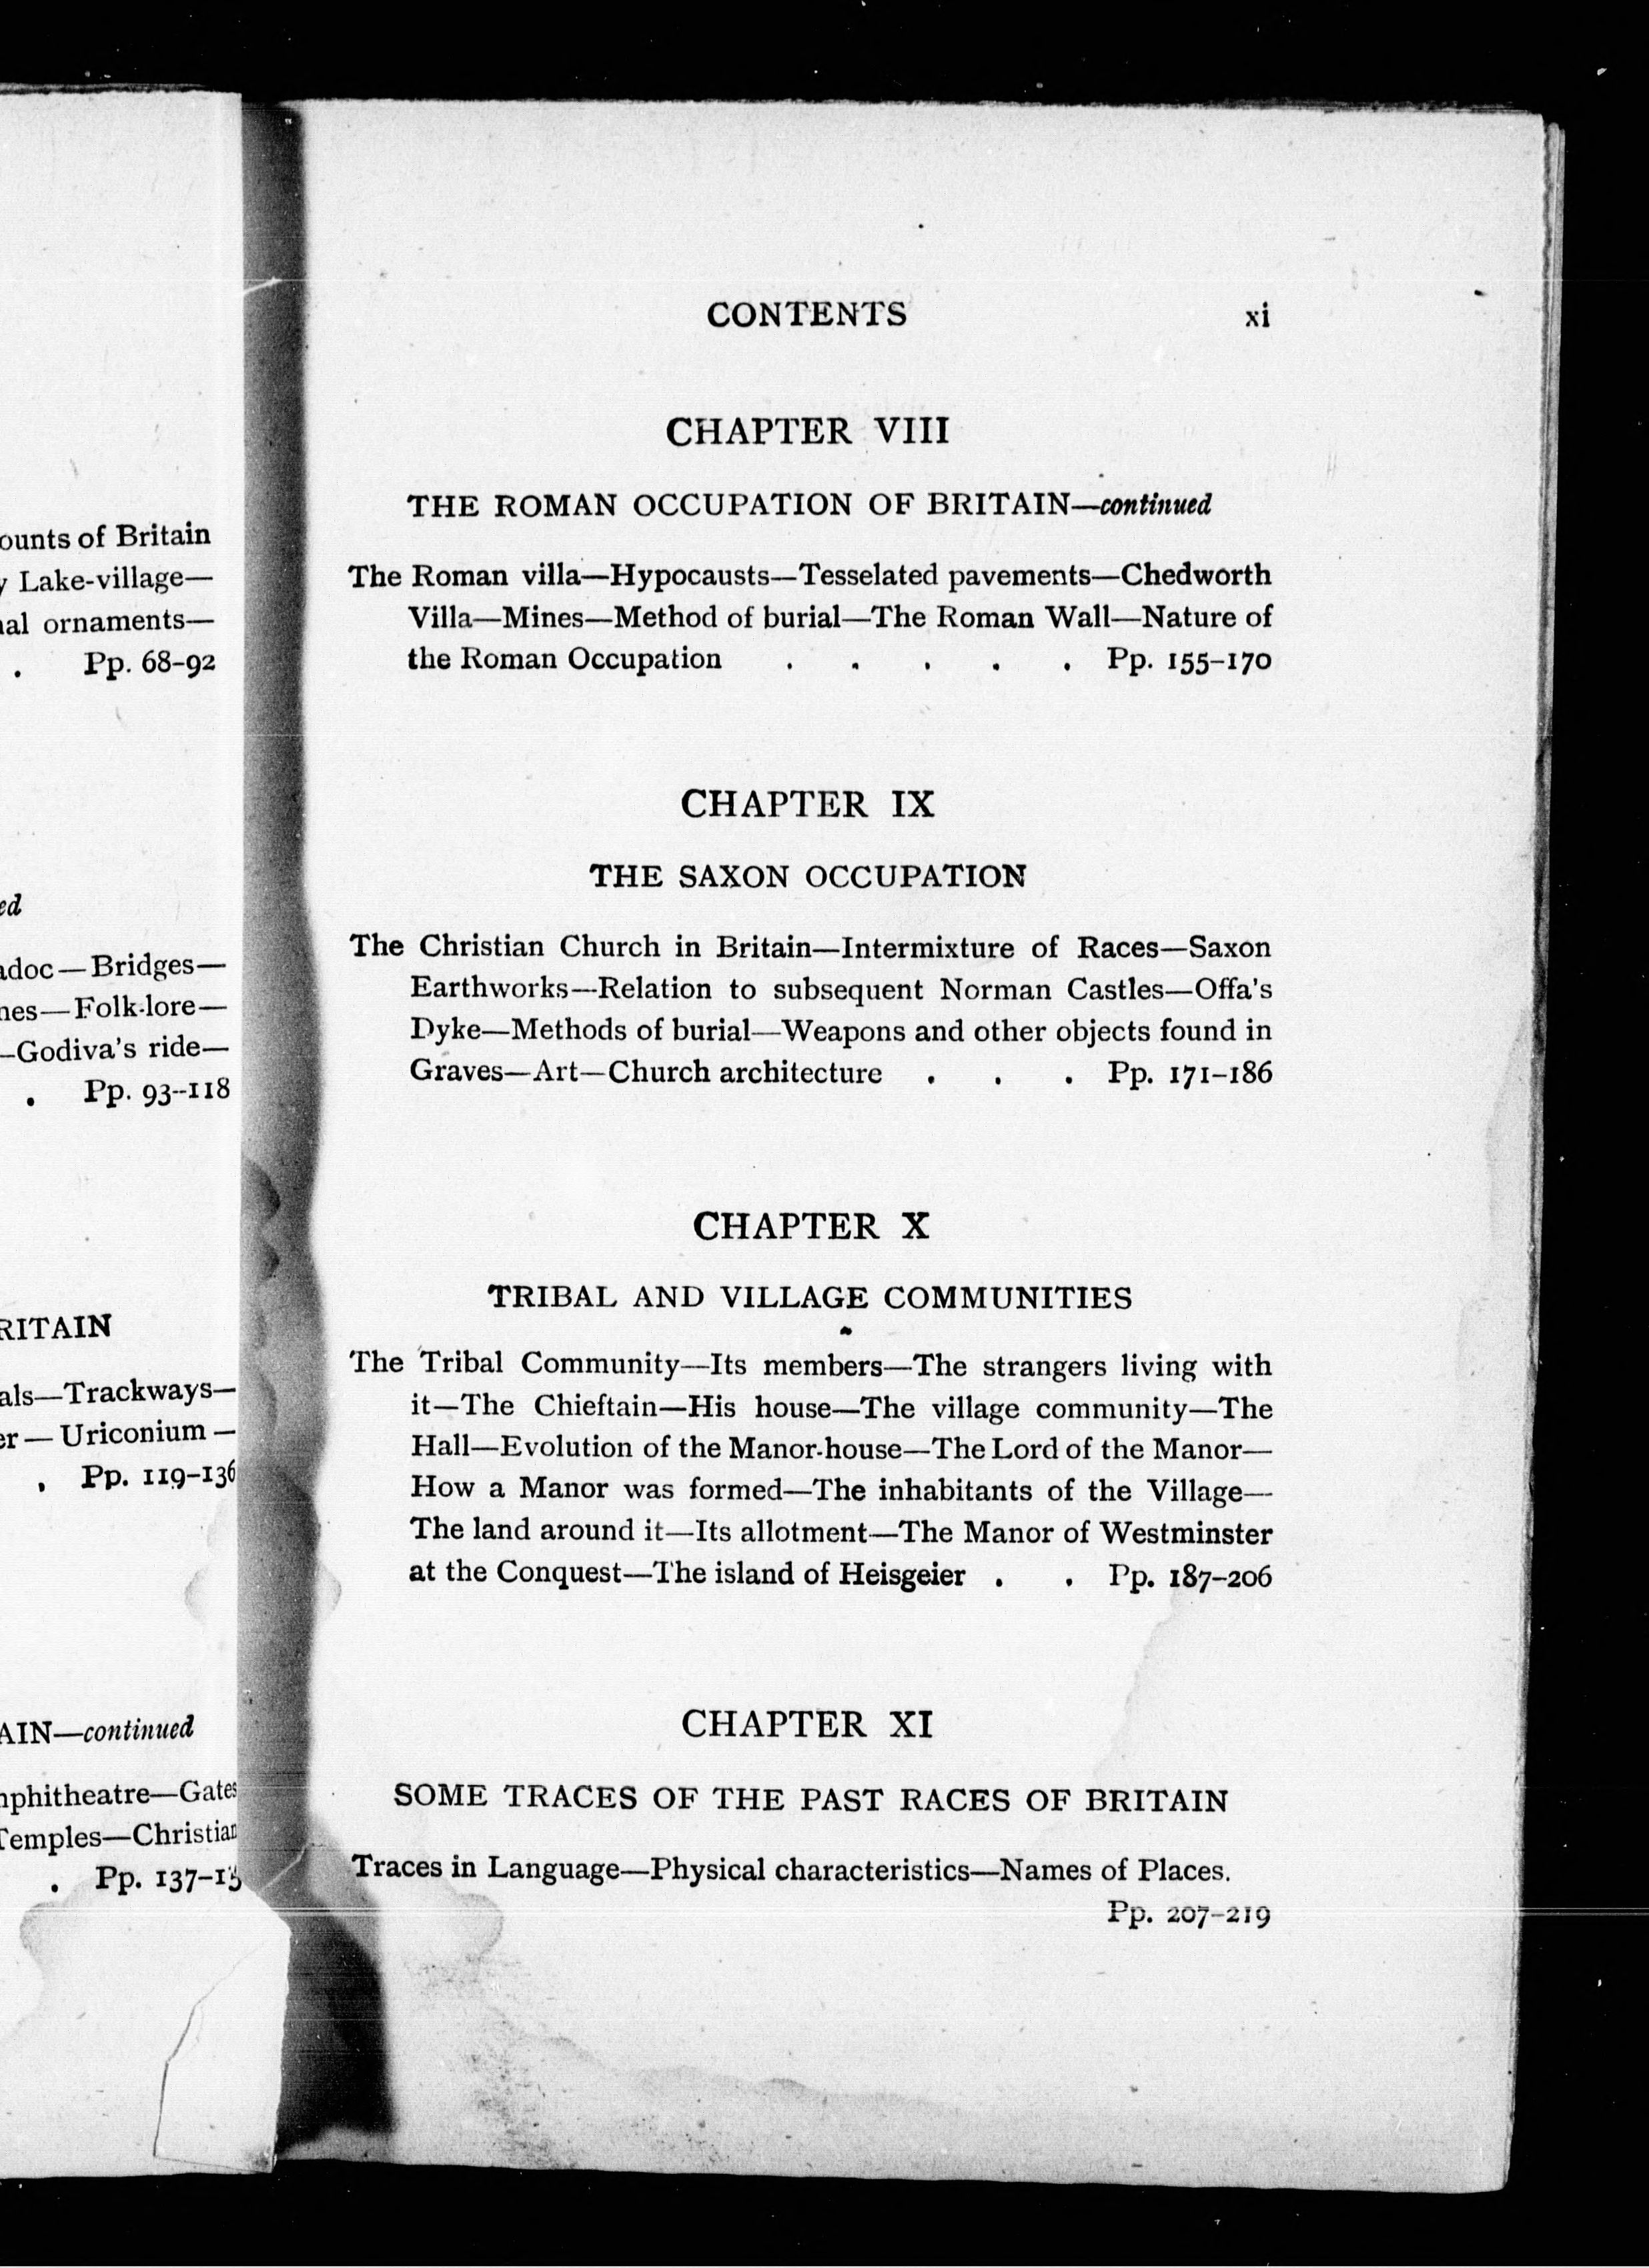 ounts of Britain
Lake-village—
ornaments—
. Pp. 68-92
ed
adoc—Bridges—
nes—Folk-lore—
—Godiva's ride—
. Pp. 93-118
RITAIN
als—Trackways—
er—Uriconium—
. Pp. 119-136
AIN—continued
nphitheatre—Gates
Temples—Christian
. Pp. 137-15
CONTENTS xi
CHAPTER VIII
THE ROMAN OCCUPATION OF BRITAIN—continued
The Roman villa—Hypocausts—Tesselated pavements—Chedworth
Villa—Mines—Method of burial—The Roman Wall—Nature of
the Roman Occupation . . . . . Pp. 155-170
CHAPTER IX
THE SAXON OCCUPATION
The Christian Church in Britain—Intermixture of Races—Saxon
Earthworks—Relation to subsequent Norman Castles—Offa's
Dyke—Methods of burial—Weapons and other objects found in
Graves—Art—Church architecture . . . Pp. 171-186
CHAPTER X
TRIBAL AND VILLAGE COMMUNITIES
The Tribal Community—Its members—The strangers living with
it—The Chieftain—His house—The village community—The
Hall—Evolution of the Manor-house—The Lord of the Manor—
How a Manor was formed—The inhabitants of the Village—
The land around it—Its allotment—The Manor of Westminster
at the Conquest—The island of Heisgeier . . Pp. 187-206
CHAPTER XI
SOME TRACES OF THE PAST RACES OF BRITAIN
Traces in Language—Physical characteristics—Names of Places.
Pp. 207-219